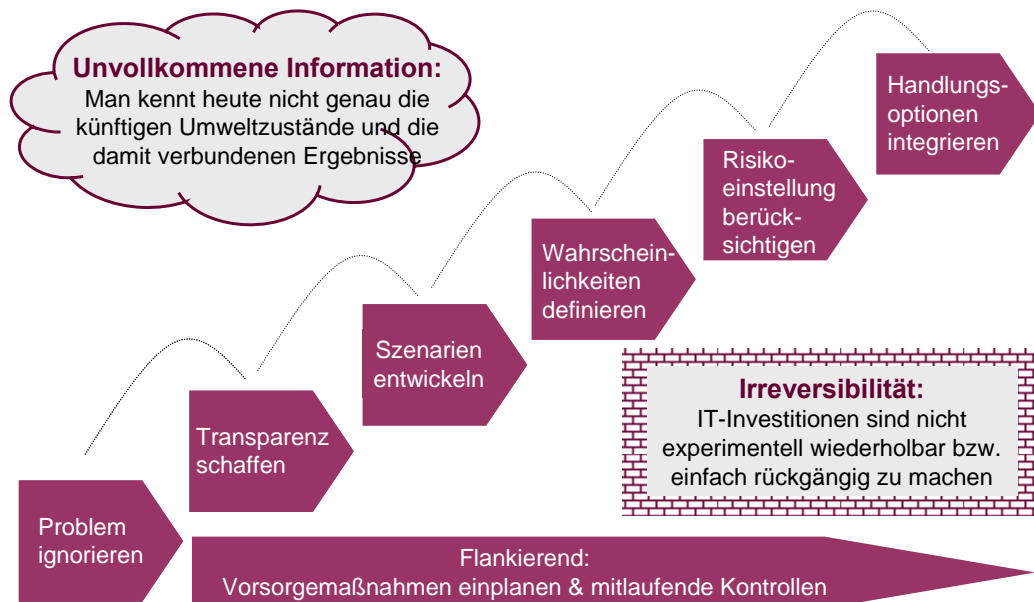 Unvollkommene Information:
Man kennt heute nicht genau die
künftigen Umweltzustände und die
damit verbundenen Ergebnisse
Handlungs-
optionen
integrieren
Risiko-
einstellung
berück-
sichtigen
Wahrschein-
lichkeiten
definieren
Szenarien
entwickeln
Transparenz
schaffen
Problem
ignorieren
Irreversibilität:
IT-Investitionen sind nicht
experimentell wiederholbar bzw.
einfach rückgängig zu machen
Flankierend:
Vorsorgemaßnahmen einplanen & mitlaufende Kontrollen